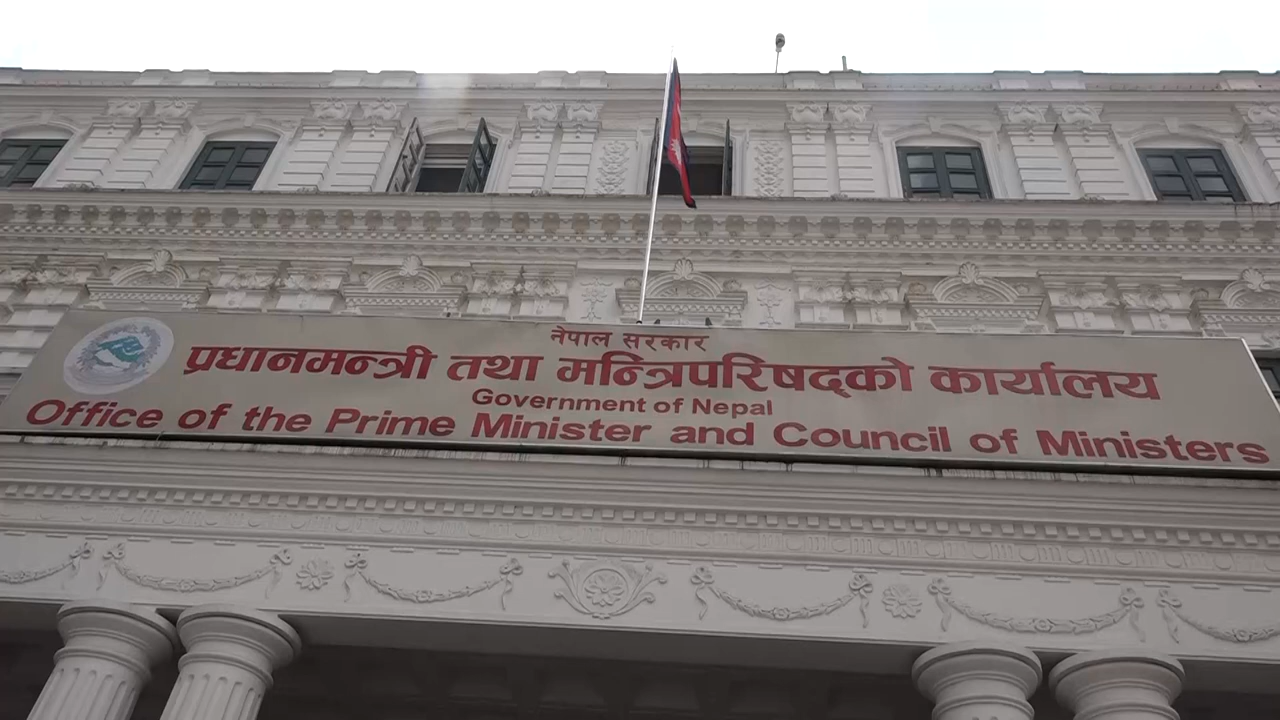 नेपाल सरकार
प्रधानमन्त्री तथा मन्त्रिपरिषद्को कार्यालय
Government of Nepal
Office of the Prime Minister and Council of Ministers